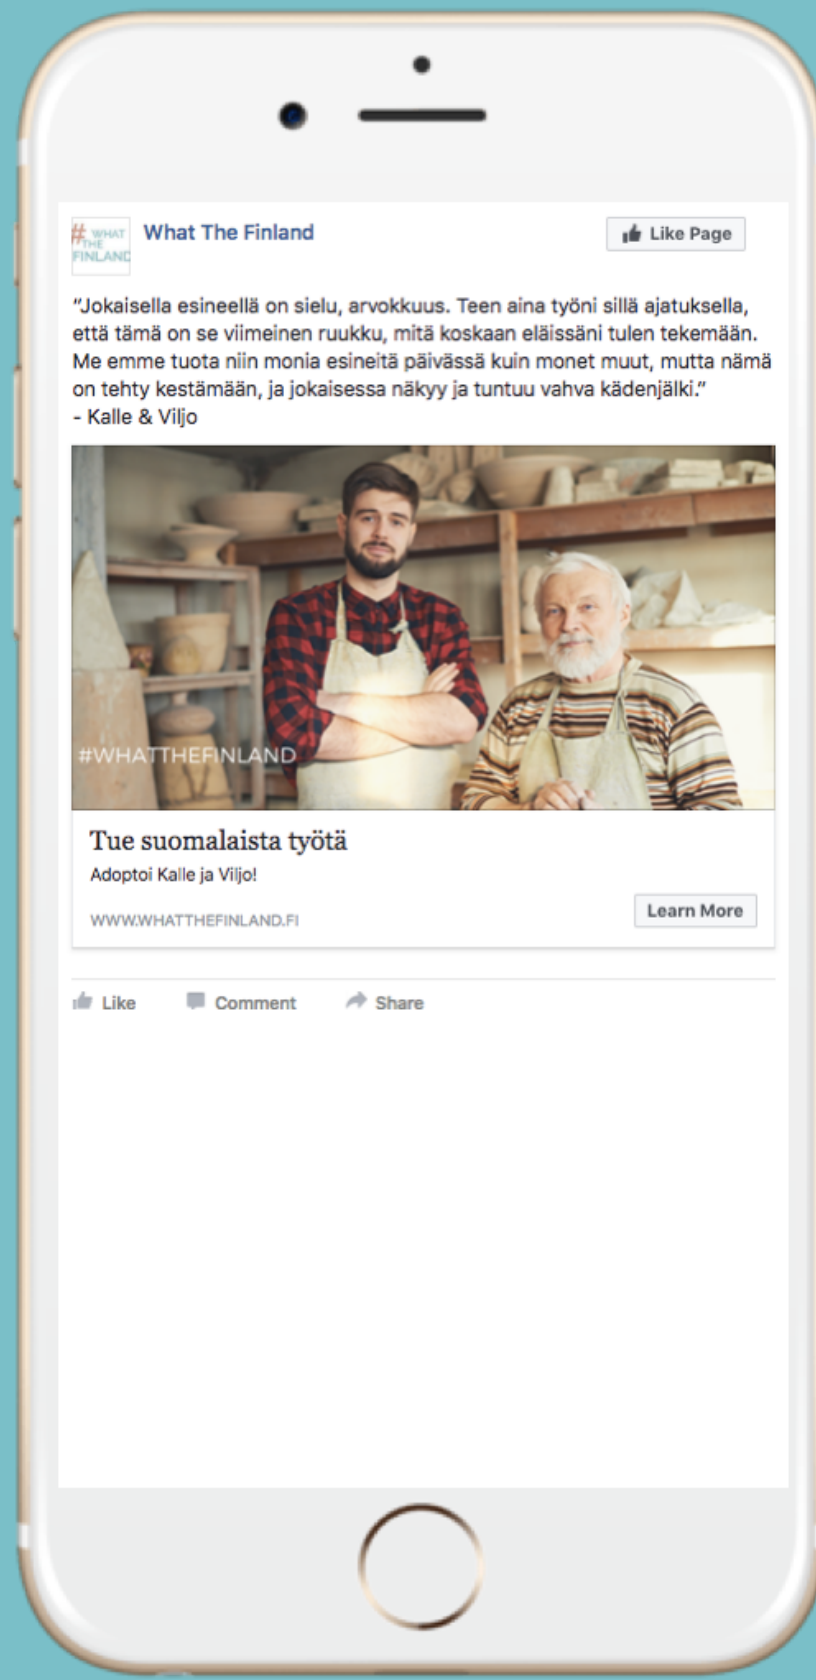 # WHAT
THE
FINLAND
What The Finland
Like Page
"Jokaisella esineellä on sielu, arvokkuus. Teen aina työni sillä ajatuksella,
että tämä on se viimeinen ruukku, mitä koskaan eläissäni tulen tekemään.
Me emme tuota niin monia esineitä päivässä kuin monet muut, mutta nämä
on tehty kestämään, ja jokaisessa näkyy ja tuntuu vahva kädenjälki."
- Kalle & Viljo
#WHATTHEFINLAND
Tue suomalaista työtä
Adoptoi Kalle ja Viljo!
WWW.WHATTHEFINLAND.FI
Learn More
Like Comment Share